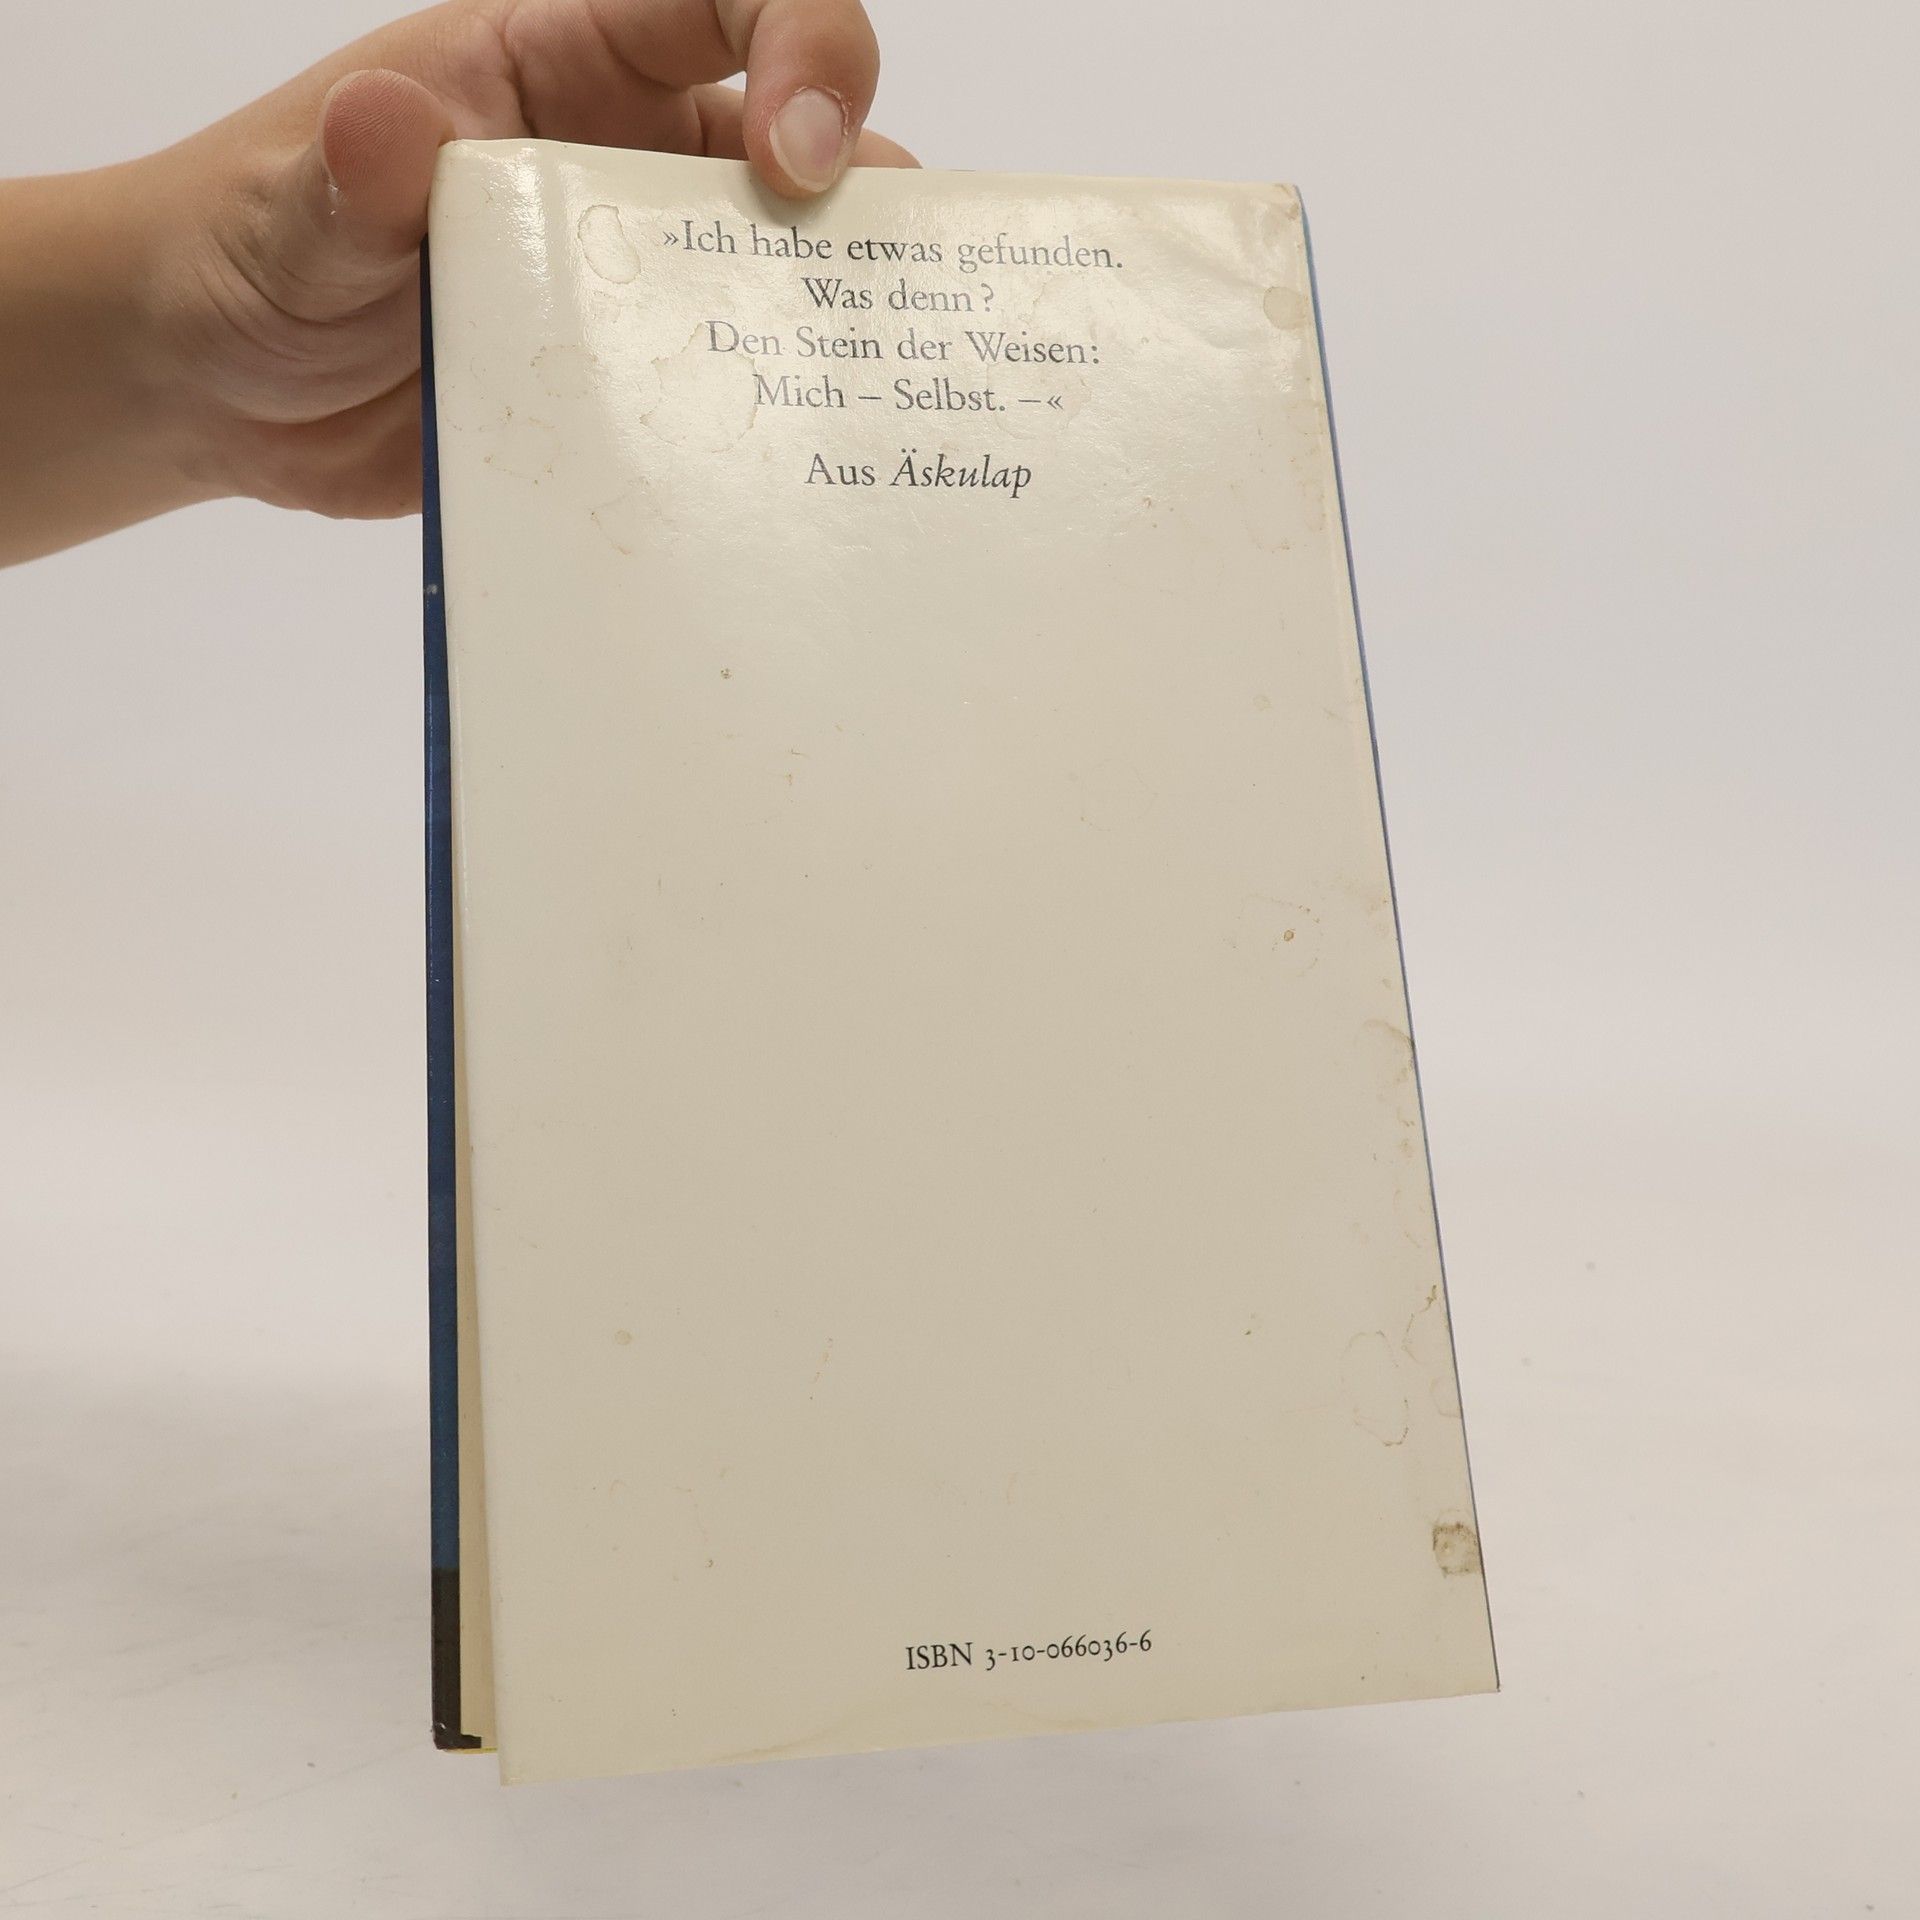 »Ich habe etwas gefunden.
Was denn?
Den Stein der Weisen:
Mich – Selbst. –«
Aus Äskulap
ISBN 3-10-066036-6